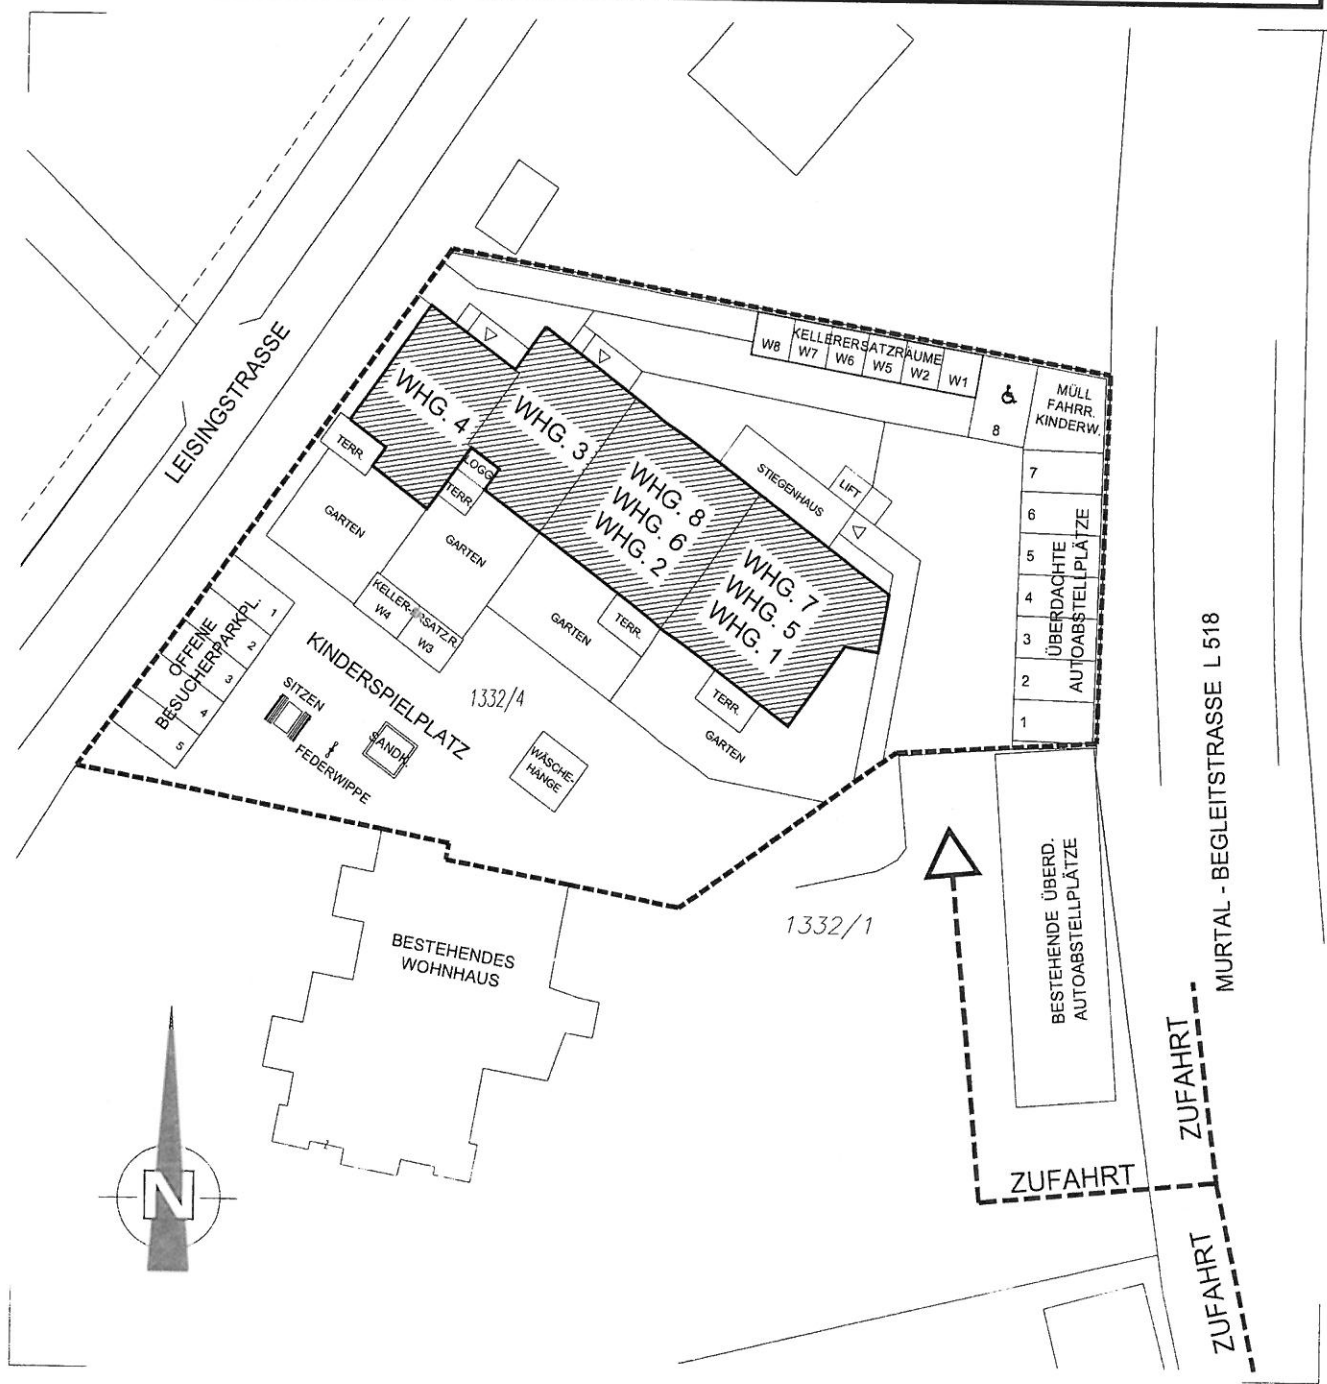 LEISINGSTRASSE
WHG. 4
WHG. 3
WHG. 8
WHG. 6
WHG. 2
WHG. 7
WHG. 5
WHG. 1
KELLERERSATZRÄUME
W8
W7
W6
W5
W2
W1
8
MÜLL
FAHRR.
KINDERW.
7
6
5
4
3
2
1
ÜBERDACHTE
AUTOABSTELLPLÄTZE
STIEGENHAUS
LIFT
TERR.
LOGG.
TERR.
GARTEN
GARTEN
GARTEN
TERR.
TERR.
GARTEN
KELLER-
W4
W3
OFFENE
BESUCHERPARKPL.
1
2
3
4
5
KINDERSPIELPLATZ
1332/4
SITZEN
FEDERWIPPE
SANDK.
WÄSCHE-
HÄNGE
BESTEHENDES
WOHNHAUS
1332/1
BESTEHENDE ÜBERD.
AUTOABSTELLPLÄTZE
MURTAL - BEGLEITSTRASSE L 518
ZUFAHRT
ZUFAHRT
ZUFAHRT
N